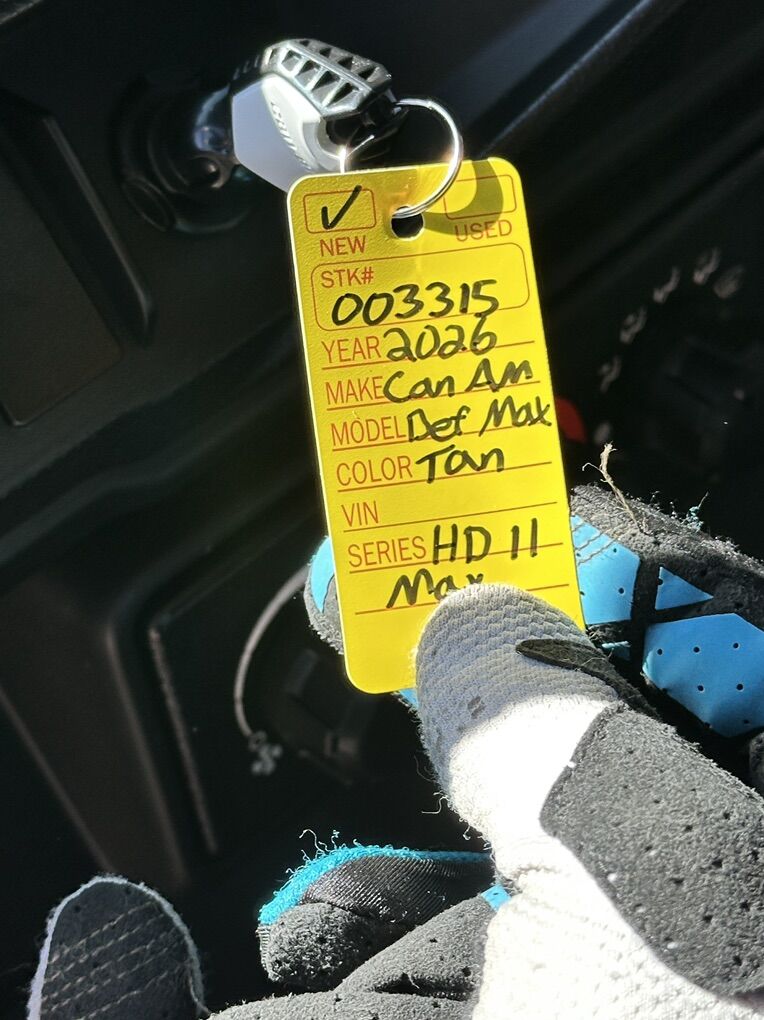 NEW USED
STK#
003315
YEAR 2026
MAKE Can Am
MODEL Def Max
COLOR Tan
VIN
SERIES HD 11
Max